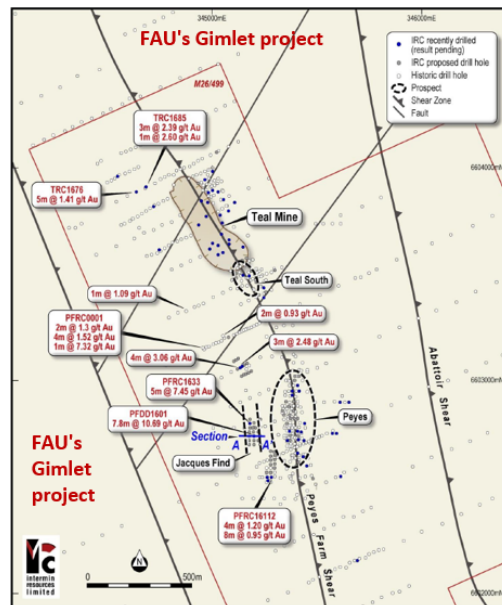 345000mE
346000mE
FAU's Gimlet project
M26/499
IRC recently drilled
(result pending)
IRC proposed drill hole
Historic drill hole
Prospect
Shear Zone
Fault
TRC1685
3m @ 2.39 g/t Au
1m @ 2.60 g/t Au
6604000mN
TRC1676
5m @ 1.41 g/t Au
Teal Mine
Teal South
1m @ 1.09 g/t Au
2m @ 0.93 g/t Au
PFRC0001
2m @ 1.3 g/t Au
4m @ 1.52 g/t Au
1m @ 7.32 g/t Au
3m @ 2.48 g/t Au
4m @ 3.06 g/t Au
Abattoir Shear
6603000mN
PFRC1633
5m @ 7.45 g/t Au
PFDD1601
7.8m @ 10.69 g/t Au
Peyes
Section
A
A
Jacques Find
FAU's
Gimlet
project
PFRC16112
4m @ 1.20 g/t Au
8m @ 0.95 g/t Au
Peyes Farm Shear
intermin
resources
limited
N
0
500m
6602000mN